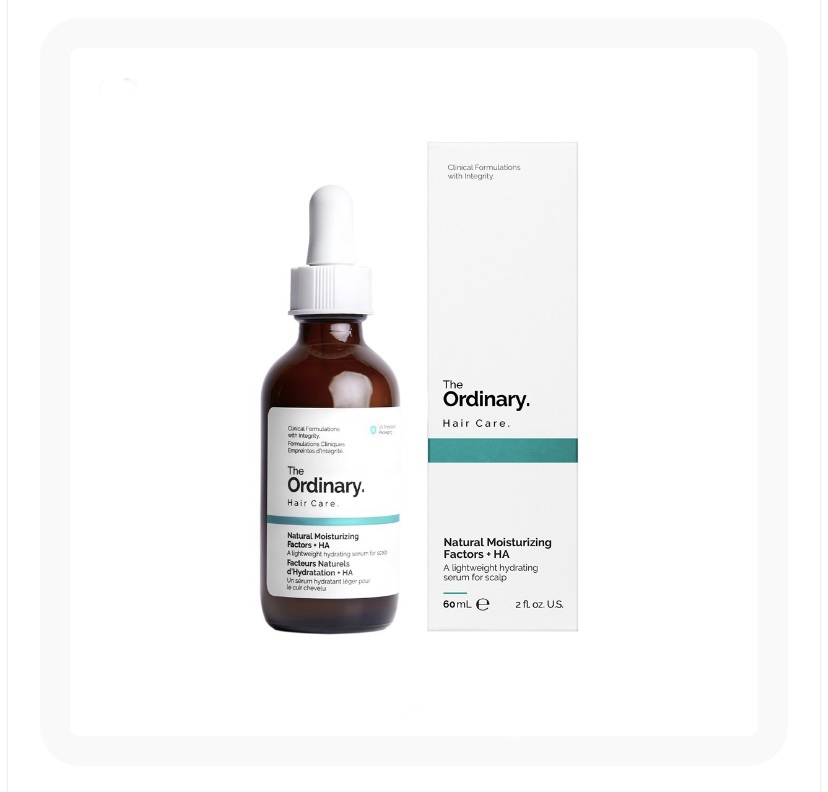 Clinical Formulations
with Integrity.
Formulations Cliniques
Empreintes d'Intégrité.
The
Ordinary.
Hair Care.
Natural Moisturizing
Factors + HA
A lightweight hydrating serum for scalp
Facteurs Naturels
d'Hydratation + HA
Un sérum hydratant léger pour
le cuir chevelu
Clinical Formulations
with Integrity.
The
Ordinary.
Hair Care.
Natural Moisturizing
Factors + HA
A lightweight hydrating
serum for scalp
60 mL ℮ 2 fl. oz. U.S.